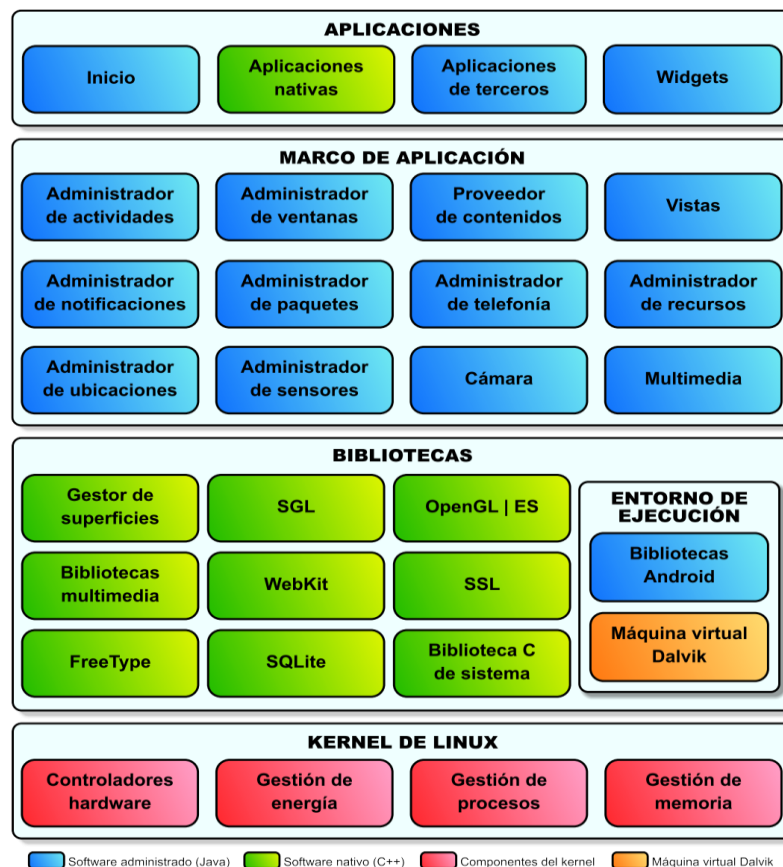 APLICACIONES
Inicio
Aplicaciones
nativas
Aplicaciones
de terceros
Widgets
MARCO DE APLICACIÓN
Administrador
de actividades
Administrador
de ventanas
Proveedor
de contenidos
Vistas
Administrador
de notificaciones
Administrador
de paquetes
Administrador
de telefonía
Administrador
de recursos
Administrador
de ubicaciones
Administrador
de sensores
Cámara
Multimedia
BIBLIOTECAS
Gestor de
superficies
SGL
OpenGL | ES
Bibliotecas
multimedia
WebKit
SSL
FreeType
SQLite
Biblioteca C
de sistema
ENTORNO DE
EJECUCIÓN
Bibliotecas
Android
Máquina virtual
Dalvik
KERNEL DE LINUX
Controladores
hardware
Gestión de
energía
Gestión de
procesos
Gestión de
memoria
Software administrado (Java)
Software nativo (C++)
Componentes del kernel
Máquina virtual Dalvik